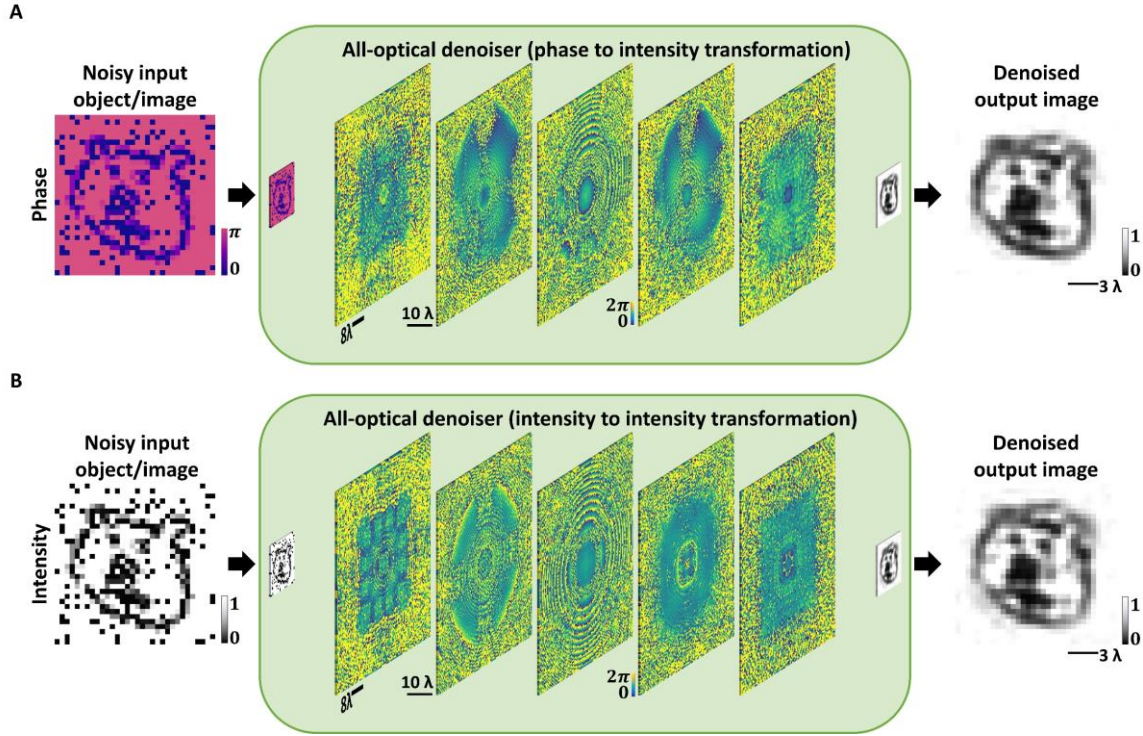 A
All-optical denoiser (phase to intensity transformation)
Noisy input
object/image
Denoised
output image
Phase
π
0
8λ
10 λ
2π
0
1
0
3 λ
B
All-optical denoiser (intensity to intensity transformation)
Noisy input
object/image
Denoised
output image
Intensity
1
0
8λ
10 λ
2π
0
1
0
3 λ